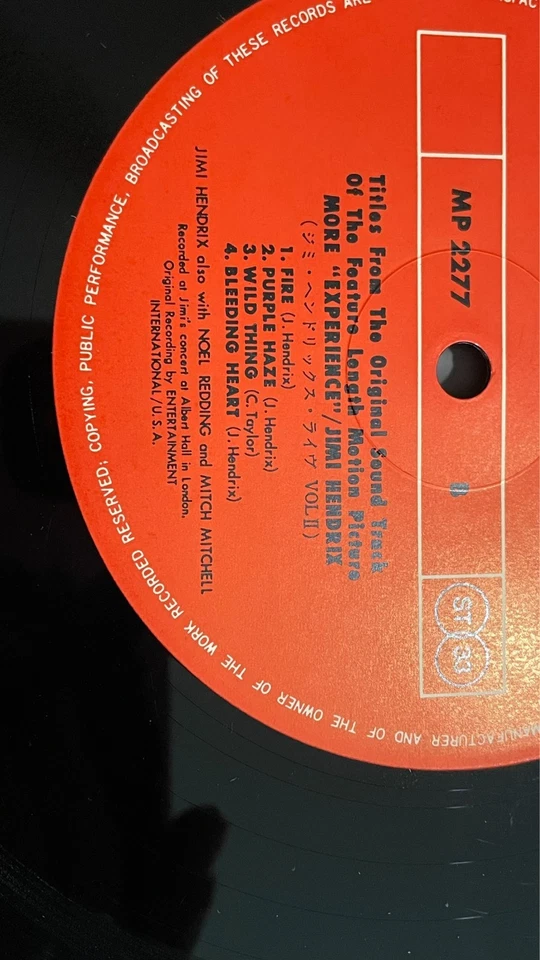 MP 2277
B
ST 33
Titles From The Original Sound Track
Of The Feature Length Motion Picture
MORE "EXPERIENCE"/JIMI HENDRIX
(ジミ・ヘンドリックス・ライヴ VOL II)
1. FIRE (J. Hendrix)
2. PURPLE HAZE (J. Hendrix)
3. WILD THING (C. Taylor)
4. BLEEDING HEART (J. Hendrix)
JIMI HENDRIX also with NOEL REDDING and MITCH MITCHELL
Recorded at Jimi's concert at Albert Hall in London.
Original Recording by ENTERTAINMENT
INTERNATIONAL/U.S.A.
MANUFACTURER AND OF THE OWNER OF THE WORK RECORDED RESERVED; COPYING, PUBLIC PERFORMANCE, BROADCASTING OF THESE RECORDS ARE